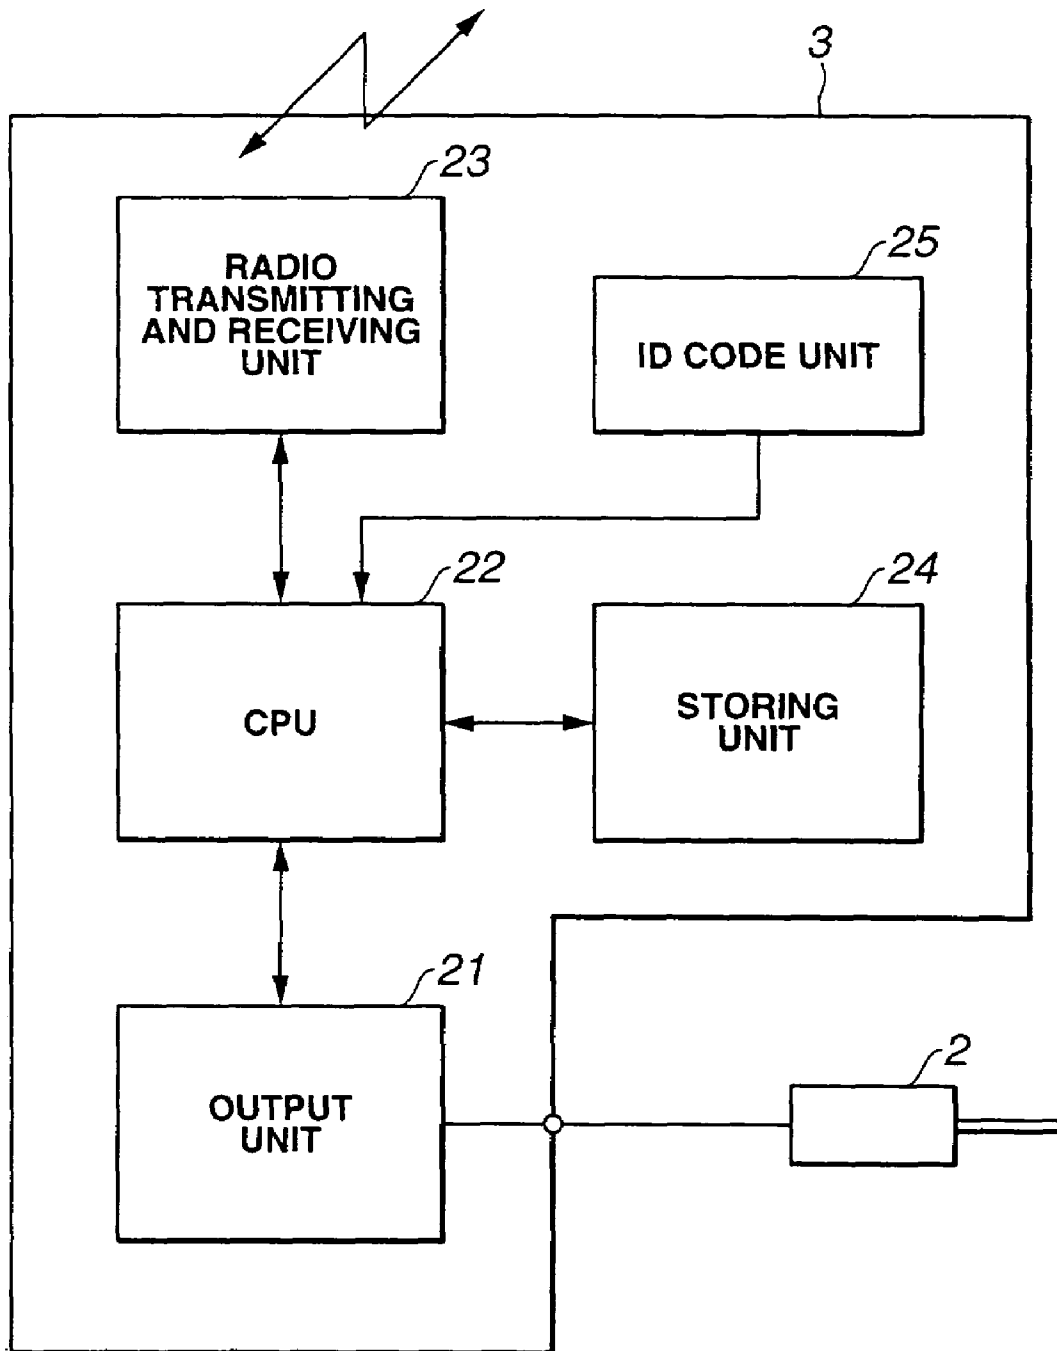 3
23
RADIO
TRANSMITTING
AND RECEIVING
UNIT
25
ID CODE UNIT
22
CPU
24
STORING
UNIT
21
OUTPUT
UNIT
2